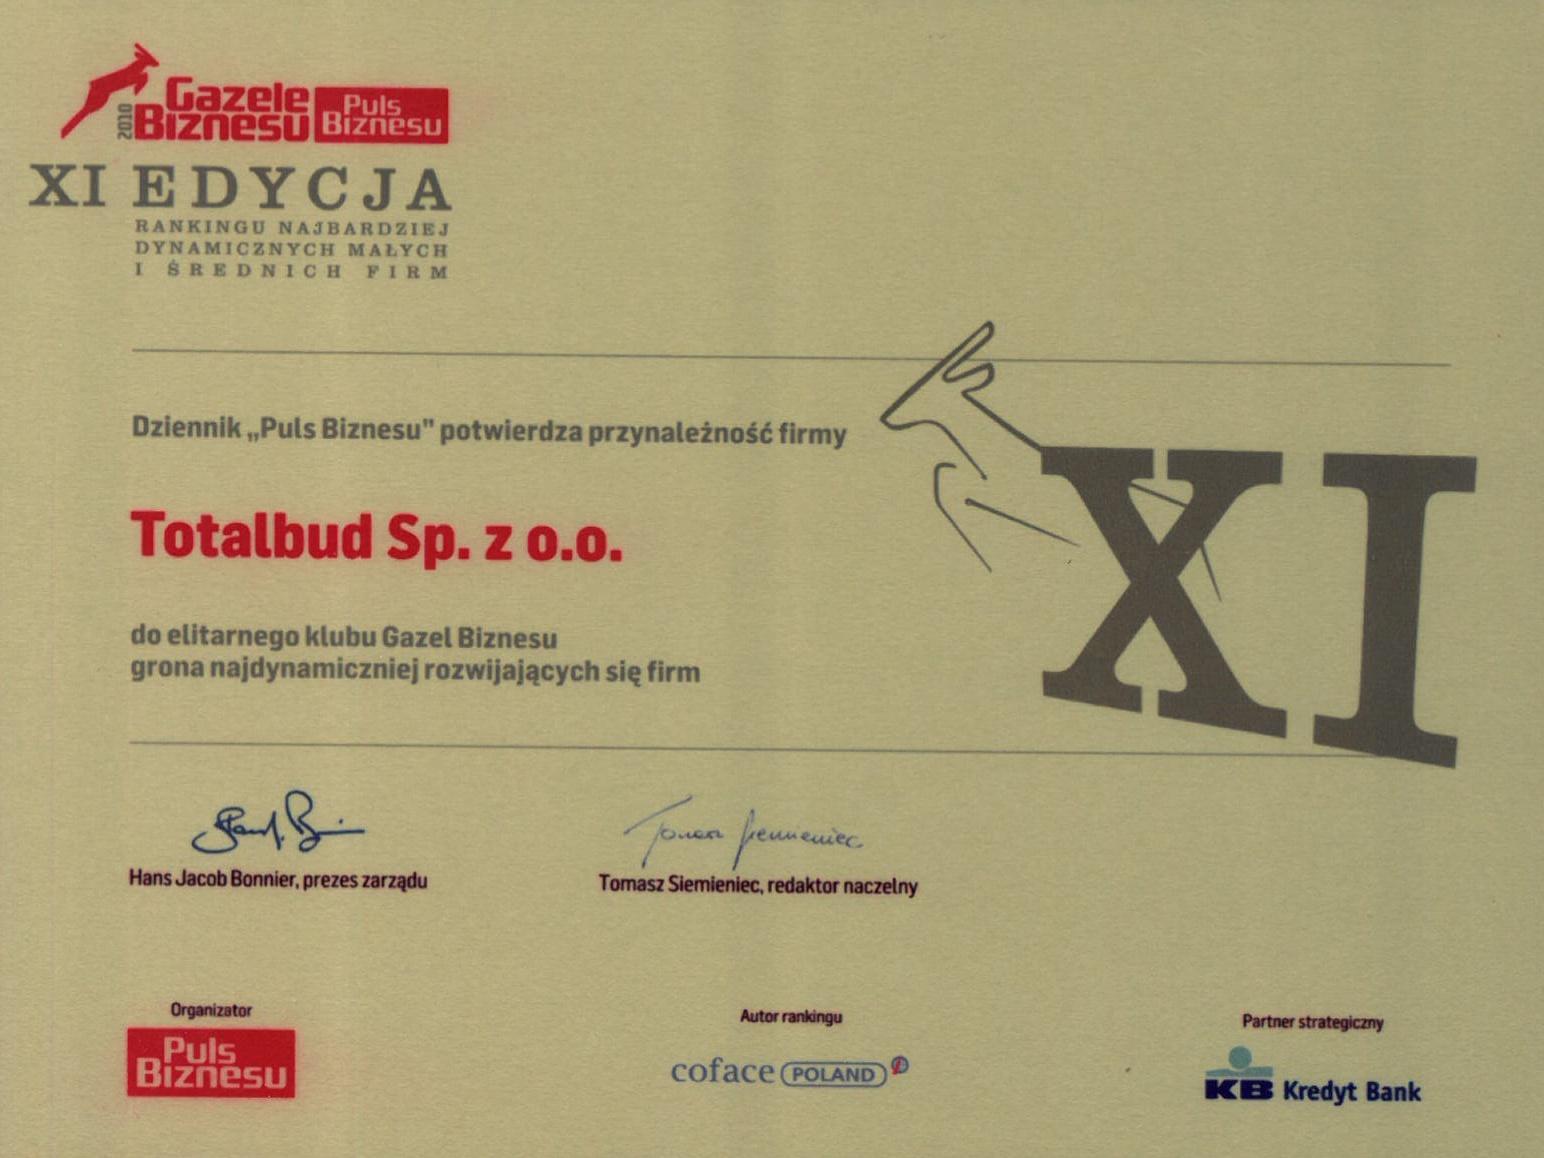 2010 Gazele Biznesu Puls Biznesu
XI EDYCJA
RANKINGU NAJBARDZIEJ
DYNAMICZNYCH MAŁYCH
I ŚREDNICH FIRM
Dziennik „Puls Biznesu" potwierdza przynależność firmy
Totalbud Sp. z o.o.
do elitarnego klubu Gazel Biznesu
grona najdynamiczniej rozwijających się firm
XI
Hans Jacob Bonnier, prezes zarządu
Tomasz Siemieniec
Tomasz Siemieniec, redaktor naczelny
Organizator
Puls
Biznesu
Autor rankingu
coface POLAND
Partner strategiczny
KB Kredyt Bank